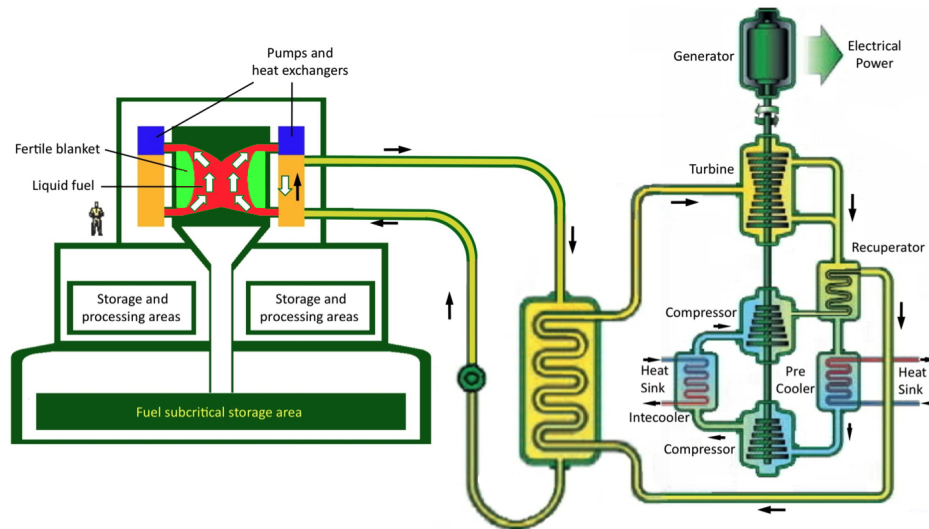 Pumps and
heat exchangers
Fertile blanket
Liquid fuel
Storage and
processing areas
Storage and
processing areas
Fuel subcritical storage area
Generator
Electrical
Power
Turbine
Recuperator
Compressor
Heat
Sink
Pre
Cooler
Heat
Sink
Intecooler
Compressor